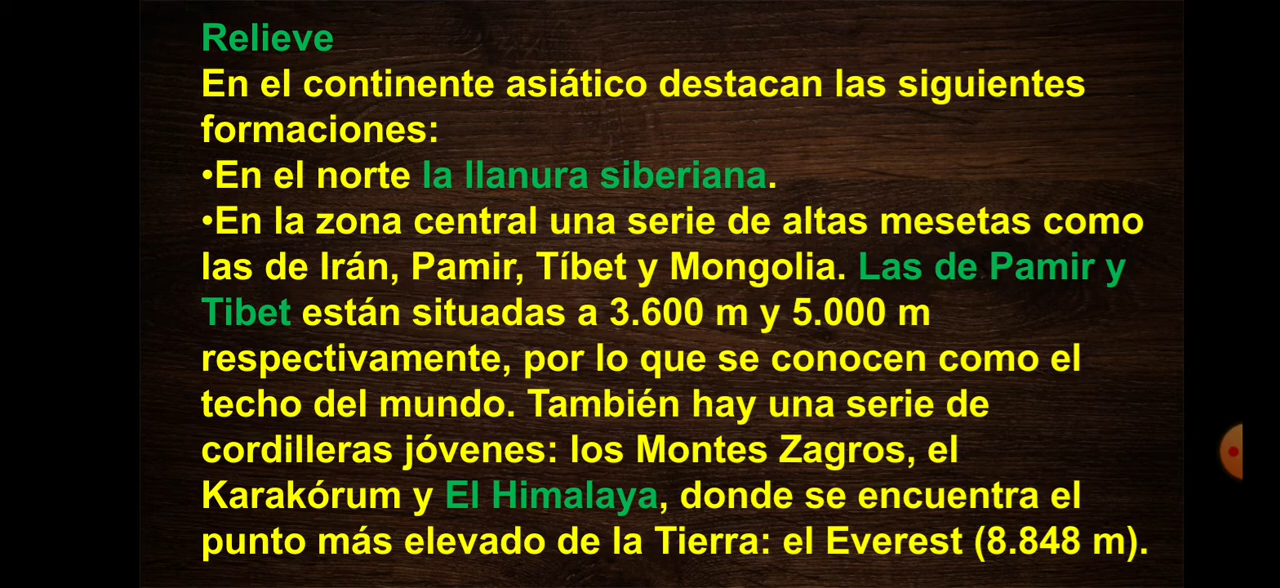 Relieve
En el continente asiático destacan las siguientes
formaciones:
•En el norte la llanura siberiana.
•En la zona central una serie de altas mesetas como
las de Irán, Pamir, Tíbet y Mongolia. Las de Pamir y
Tibet están situadas a 3.600 m y 5.000 m
respectivamente, por lo que se conocen como el
techo del mundo. También hay una serie de
cordilleras jóvenes: los Montes Zagros, el
Karakórum y El Himalaya, donde se encuentra el
punto más elevado de la Tierra: el Everest (8.848 m).